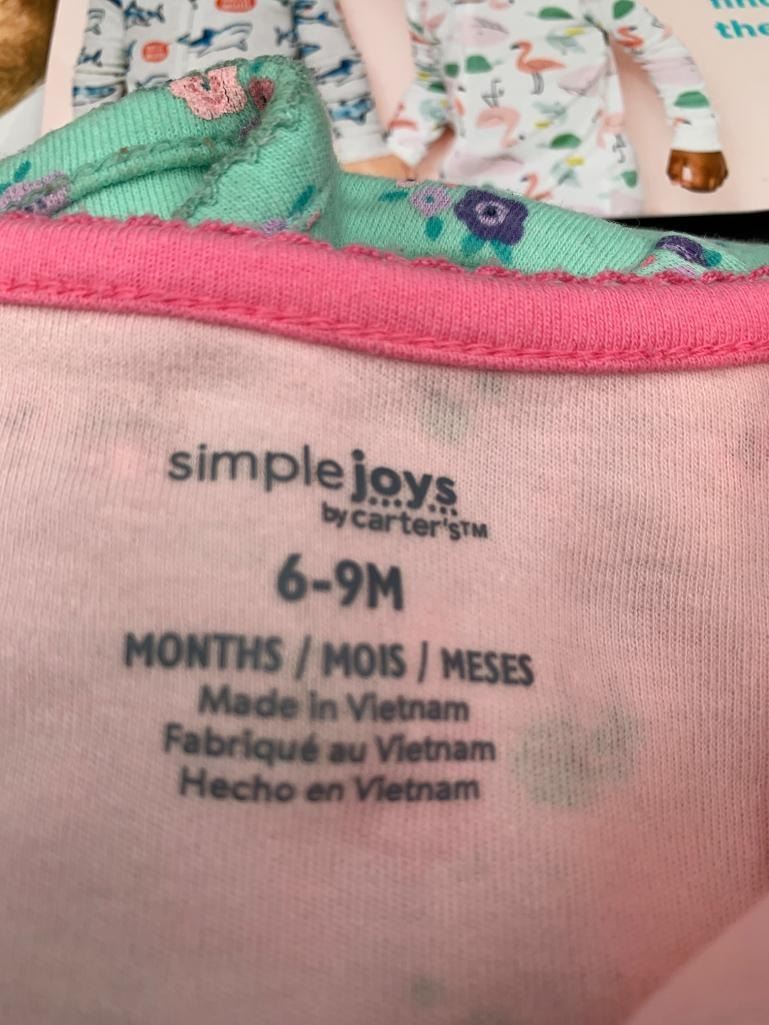 the
simple joys
by carter's™
6-9M
MONTHS / MOIS / MESES
Made in Vietnam
Fabriqué au Vietnam
Hecho en Vietnam